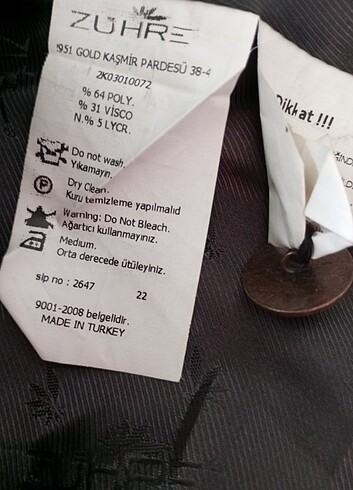 ZÜHRE
1951 GOLD KAŞMİR PARDESÜ 38-4
2K03010072
% 64 POLY.
% 31 VİSCO
N.% 5 LYCR.
Do not wash
Yıkamayın.
P
Dry Clean.
Kuru temizleme yapılmalıd
Warning: Do Not Bleach.
Ağartıcı kullanmayınız.
Medium.
Orta derecede ütüleyiniz.
sip no : 2647
22
9001-2008 belgelidir.
MADE IN TURKEY
Dikkat !!!